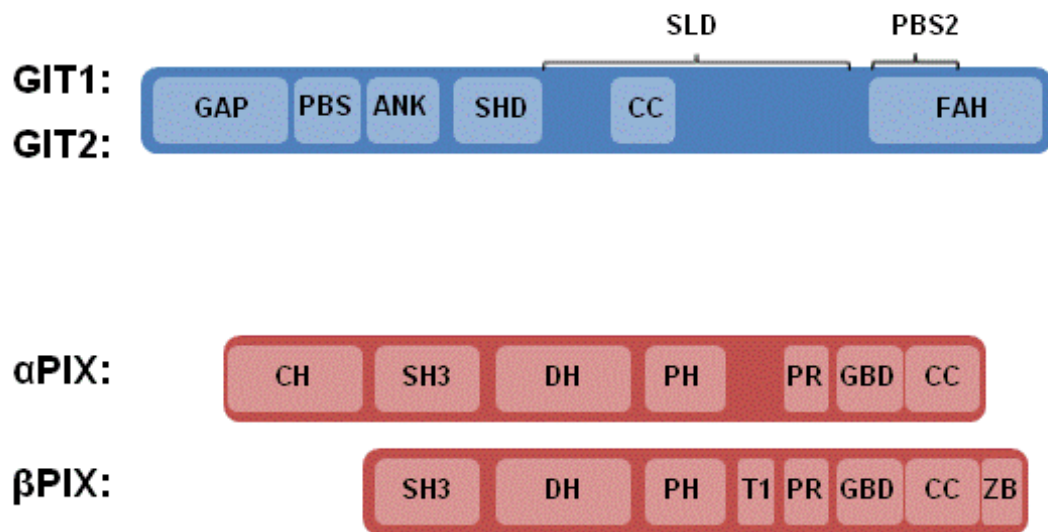 SLD PBS2
GIT1:
GAP PBS ANK SHD CC FAH
GIT2:
αPIX: CH SH3 DH PH PR GBD CC
βPIX: SH3 DH PH T1 PR GBD CC ZB